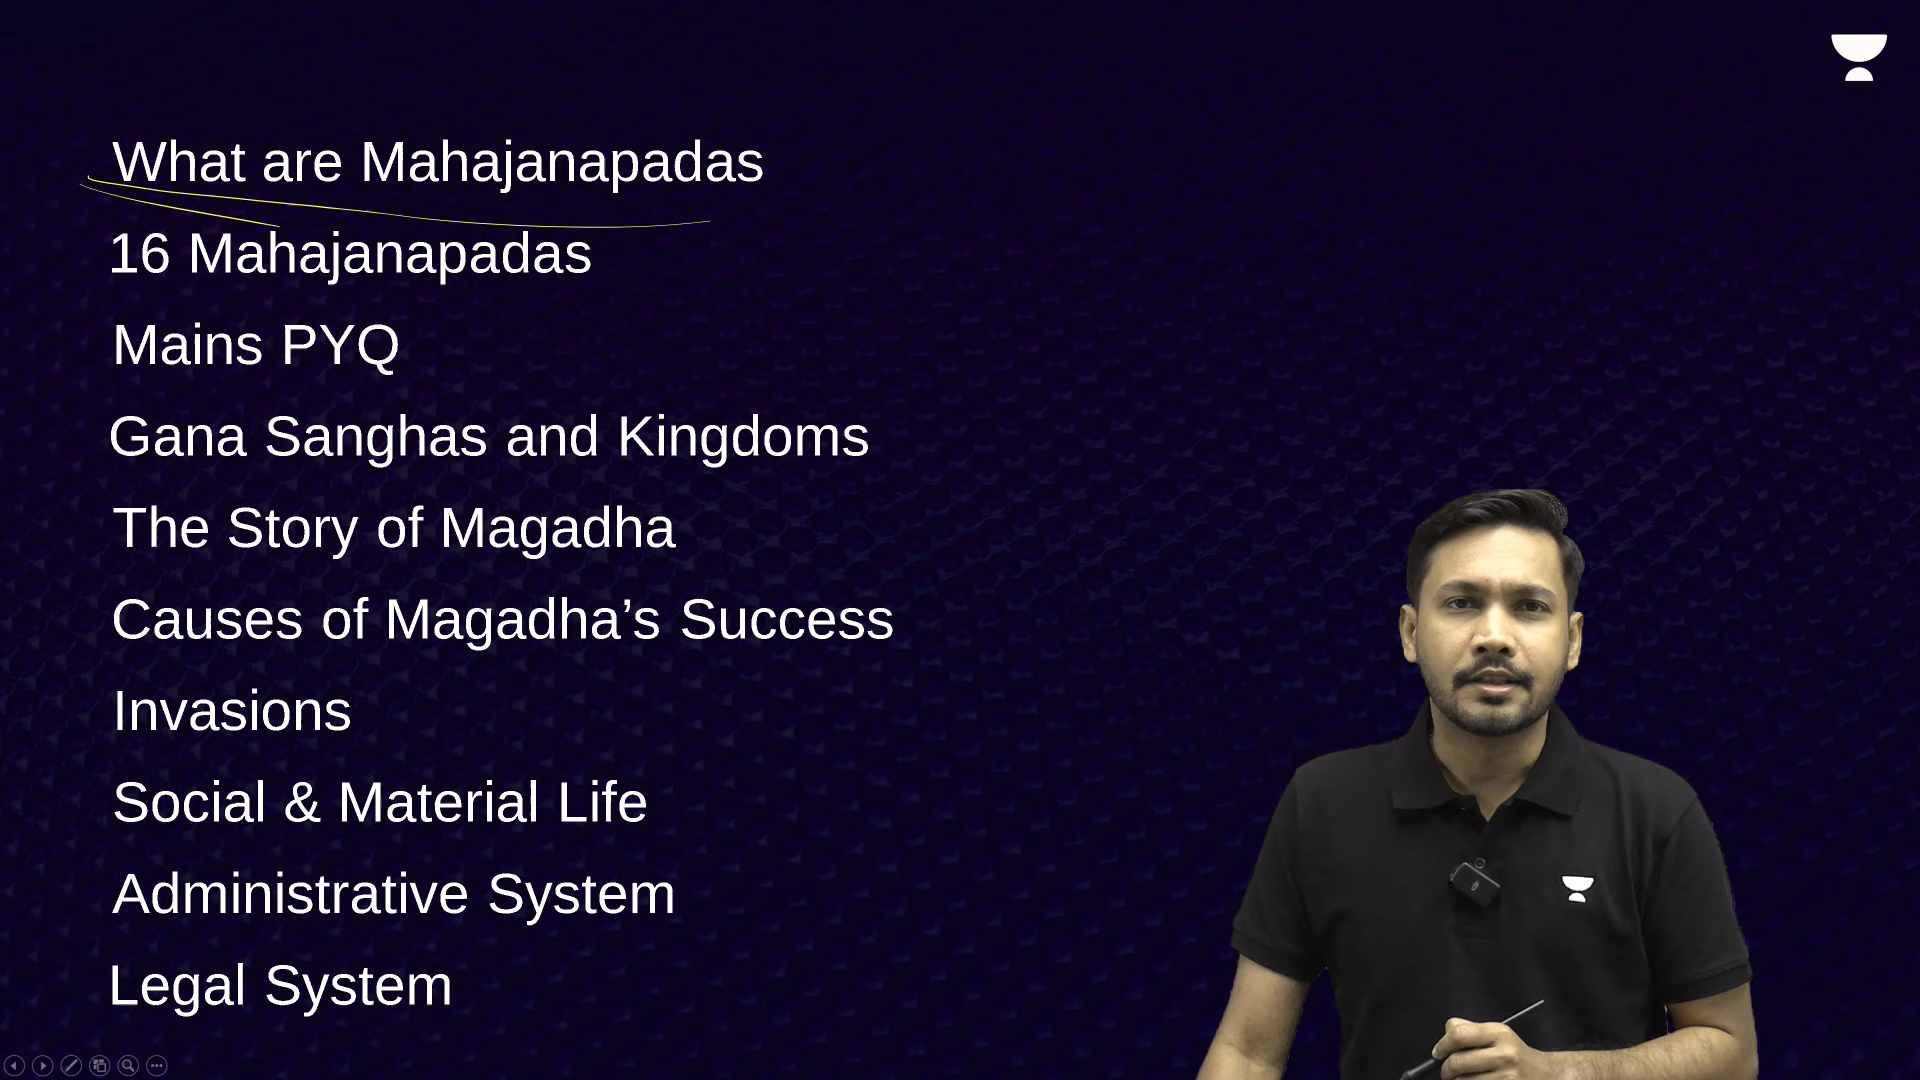 What are Mahajanapadas
16 Mahajanapadas
Mains PYQ
Gana Sanghas and Kingdoms
The Story of Magadha
Causes of Magadha’s Success
Invasions
Social & Material Life
Administrative System
Legal System